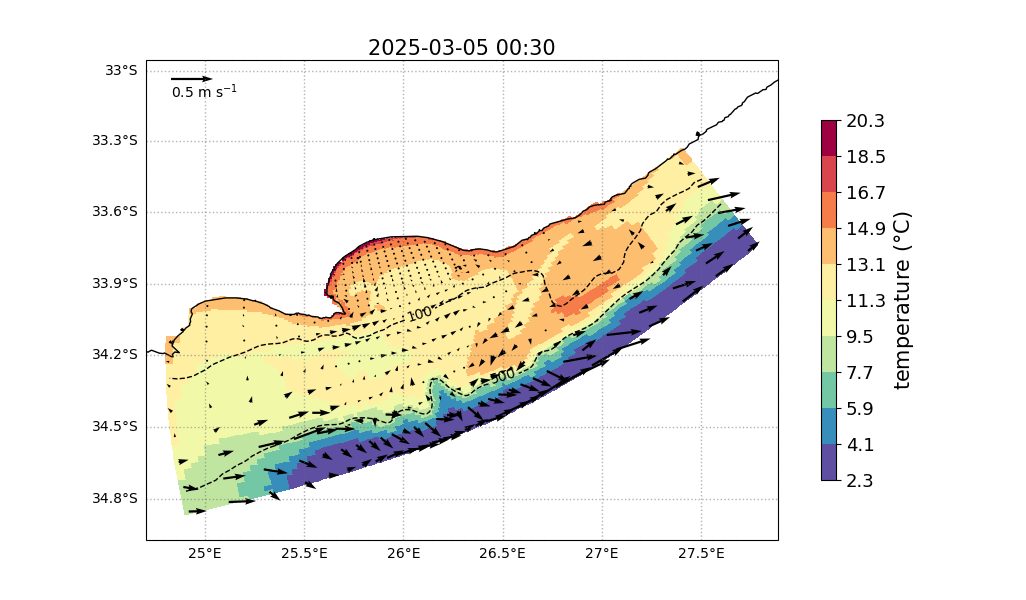 2025-03-05 00:30
33°S
33.3°S
33.6°S
33.9°S
34.2°S
34.5°S
34.8°S
0.5 m s⁻¹
100
500
25°E
25.5°E
26°E
26.5°E
27°E
27.5°E
20.3
18.5
16.7
14.9
13.1
11.3
9.5
7.7
5.9
4.1
2.3
temperature (°C)